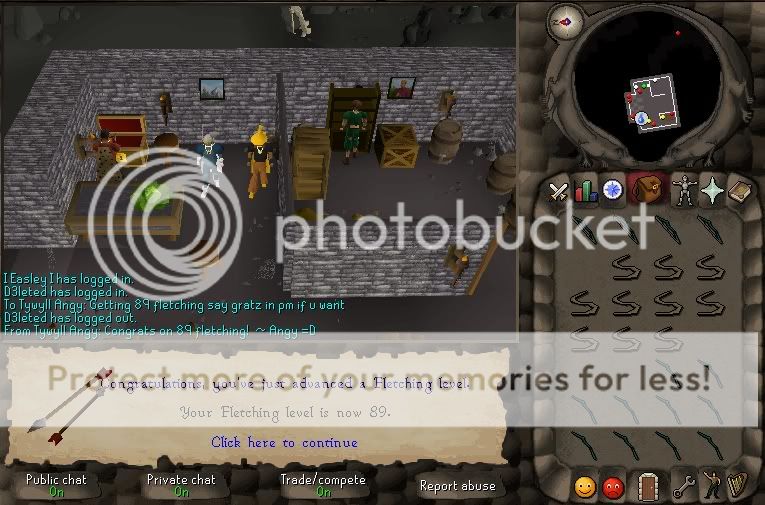 photobucket
I Easley I has logged in.
D3leted has logged in.
To Tywyll Angy: Getting 89 fletching say gratz in pm if u want
D3leted has logged out.
From Tywyll Angy: Congrats on 89 fletching! ~ Angy =D
Protect more of your memories for less!
Congratulations, you've just advanced a Fletching level.
Your Fletching level is now 89.
Click here to continue
Public chat
On
Private chat
On
Trade/compete
On
Report abuse